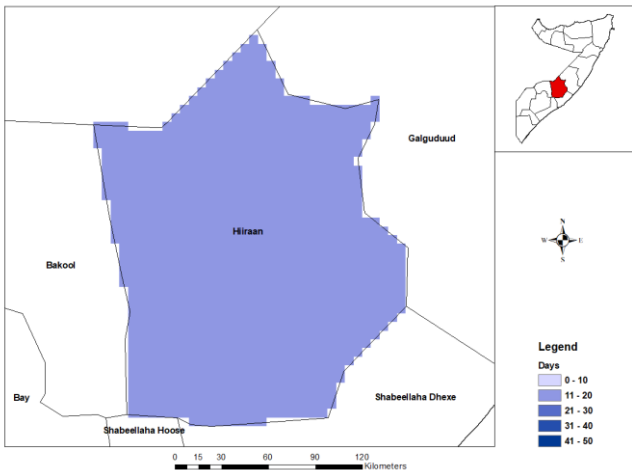 Galguduud
Hiiraan
Bakool
Bay
Shabeellaha Hoose
Shabeellaha Dhexe
N
W E
S
Legend
Days
0 - 10
11 - 20
21 - 30
31 - 40
41 - 50
0 15 30 60 90 120
Kilometers